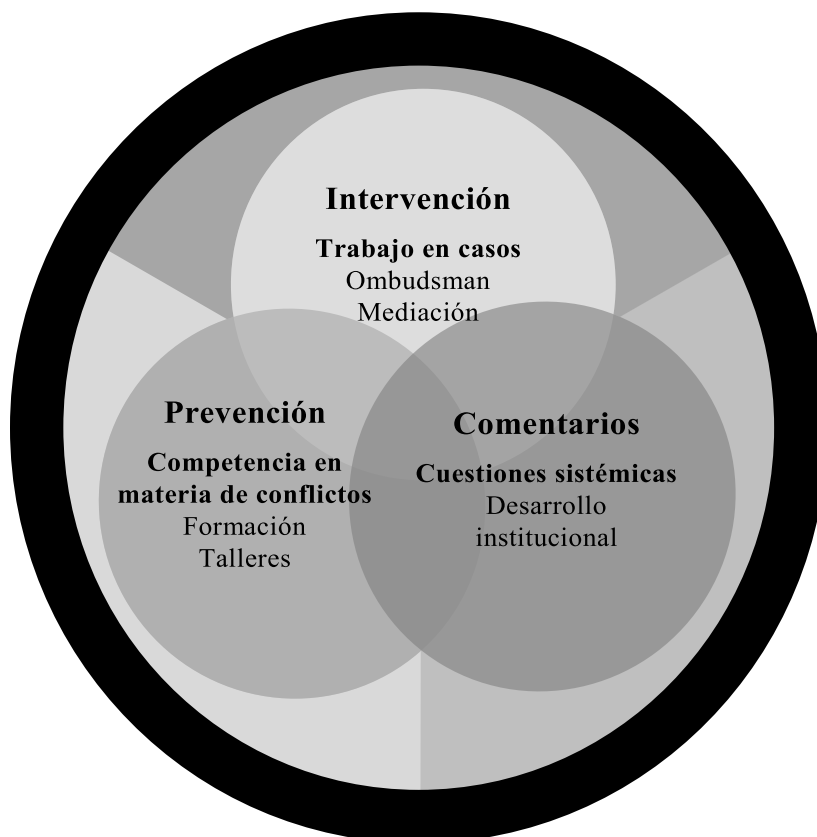 Intervención
Trabajo en casos
Ombudsman
Mediación
Prevención
Competencia en
materia de conflictos
Formación
Talleres
Comentarios
Cuestiones sistémicas
Desarrollo
institucional